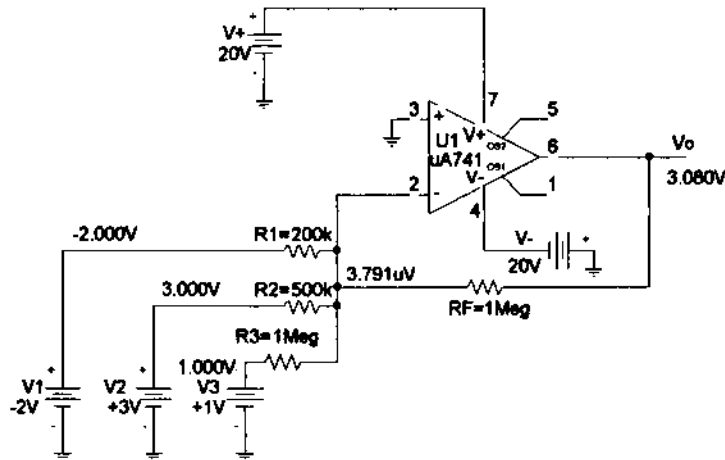 V+
20V
7
3
+
V+
5
U1
OS2
6
Vo
uA741
OS1
3.080V
2
-
V-
1
4
V-
20V
-2.000V
R1=200k
3.791uV
3.000V
R2=500k
RF=1Meg
R3=1Meg
1.000V
V1
V2
V3
-2V
+3V
+1V